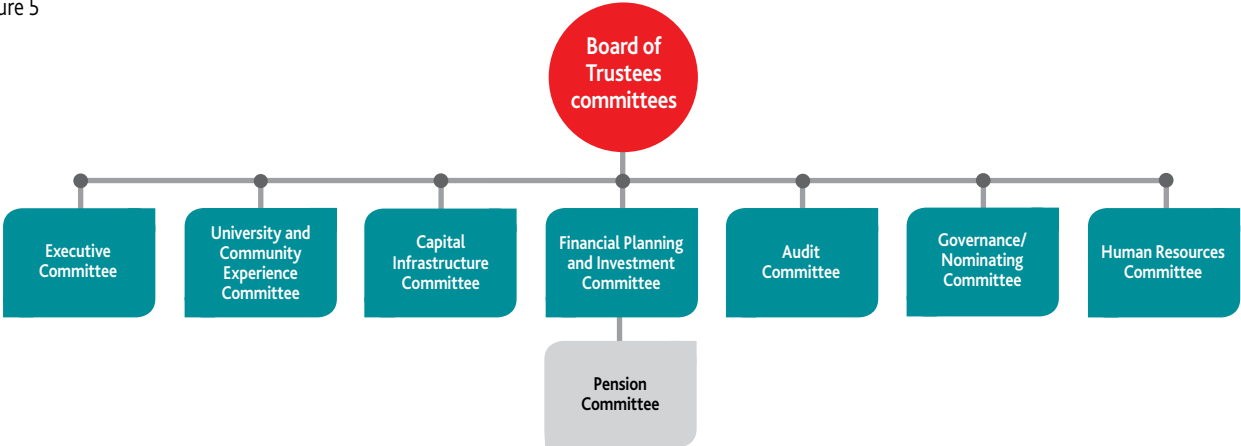 ure 5
Board of
Trustees
committees
Executive
Committee
University and
Community
Experience
Committee
Capital
Infrastructure
Committee
Financial Planning
and Investment
Committee
Audit
Committee
Governance/
Nominating
Committee
Human Resources
Committee
Pension
Committee